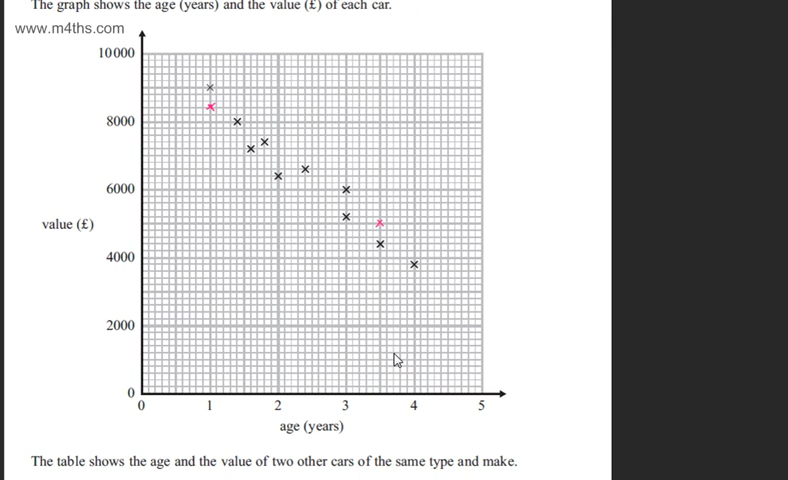 The graph shows the age (years) and the value (£) of each car.
www.m4ths.com
10000
8000
6000
value (£)
4000
2000
0
0 1 2 3 4 5
age (years)
The table shows the age and the value of two other cars of the same type and make.